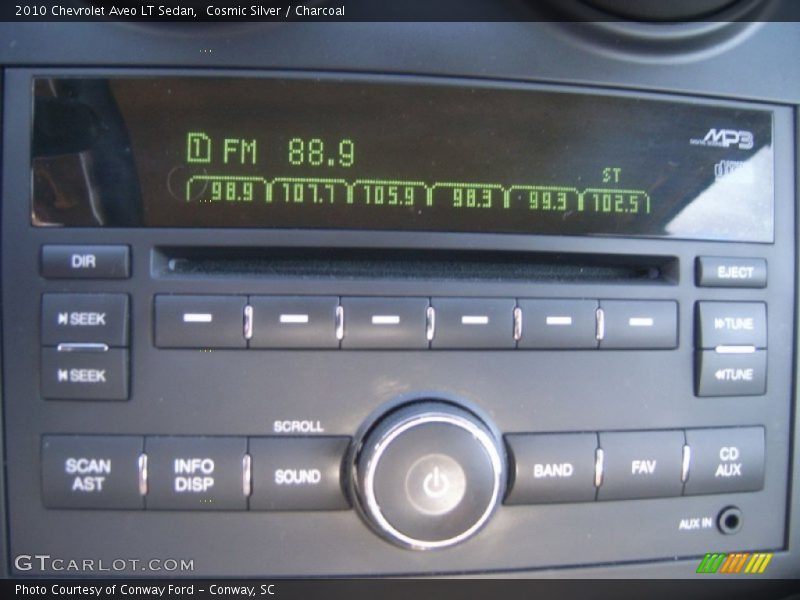 2010 Chevrolet Aveo LT Sedan,  Cosmic Silver / Charcoal
MP3
1 FM 88.9
ST
98.9 107.7 105.9 98.3 99.3 102.5
DIR
EJECT
SEEK
TUNE
SEEK
TUNE
SCROLL
SCAN AST
INFO DISP
SOUND
BAND
FAV
CD AUX
AUX IN
GTCARLOT.COM
Photo Courtesy of Conway Ford – Conway, SC